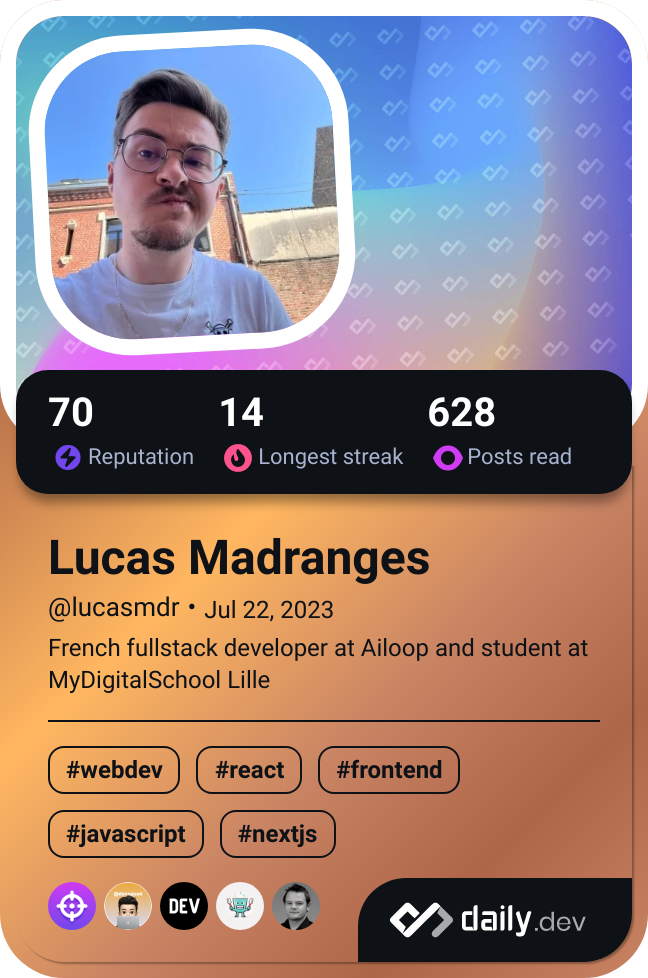 70 14 628
Reputation Longest streak Posts read
Lucas Madranges
@lucasmdr • Jul 22, 2023
French fullstack developer at Ailoop and student at
MyDigitalSchool Lille
#webdev #react #frontend
#javascript #nextjs
DEV
daily.dev